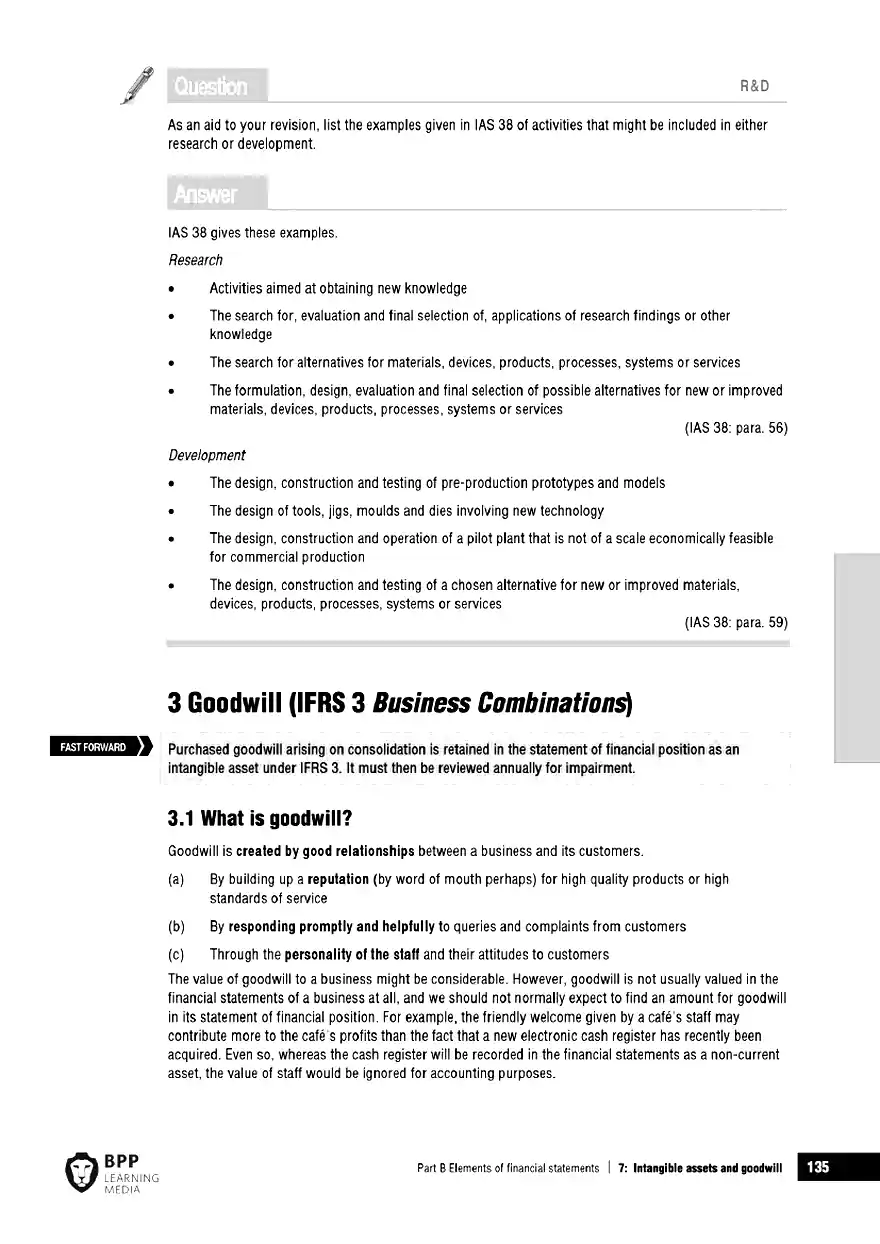 Question
R&D
As an aid to your revision, list the examples given in IAS 38 of activities that might be included in either
research or development.
Answer
IAS 38 gives these examples.
Research
• Activities aimed at obtaining new knowledge
• The search for, evaluation and final selection of, applications of research findings or other
knowledge
• The search for alternatives for materials, devices, products, processes, systems or services
• The formulation, design, evaluation and final selection of possible alternatives for new or improved
materials, devices, products, processes, systems or services
(IAS 38: para. 56)
Development
• The design, construction and testing of pre-production prototypes and models
• The design of tools, jigs, moulds and dies involving new technology
• The design, construction and operation of a pilot plant that is not of a scale economically feasible
for commercial production
• The design, construction and testing of a chosen alternative for new or improved materials,
devices, products, processes, systems or services
(IAS 38: para. 59)
3 Goodwill (IFRS 3 Business Combinations)
FAST FORWARD
Purchased goodwill arising on consolidation is retained in the statement of financial position as an
intangible asset under IFRS 3. It must then be reviewed annually for impairment.
3.1 What is goodwill?
Goodwill is created by good relationships between a business and its customers.
(a) By building up a reputation (by word of mouth perhaps) for high quality products or high
standards of service
(b) By responding promptly and helpfully to queries and complaints from customers
(c) Through the personality of the staff and their attitudes to customers
The value of goodwill to a business might be considerable. However, goodwill is not usually valued in the
financial statements of a business at all, and we should not normally expect to find an amount for goodwill
in its statement of financial position. For example, the friendly welcome given by a café's staff may
contribute more to the café's profits than the fact that a new electronic cash register has recently been
acquired. Even so, whereas the cash register will be recorded in the financial statements as a non-current
asset, the value of staff would be ignored for accounting purposes.
BPP
LEARNING
MEDIA
Part B Elements of financial statements | 7: Intangible assets and goodwill 135